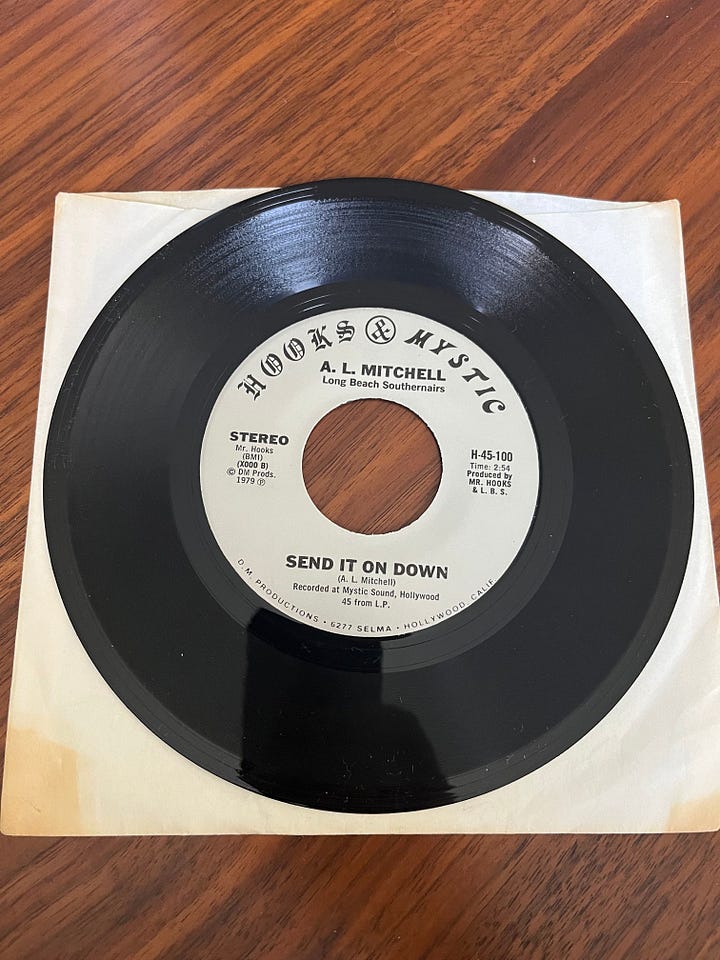 HOOKS & MYSTIC
A. L. MITCHELL
Long Beach Southernairs
STEREO
Mr. Hooks
(BMI)
(X000 B)
© DM Prods.
1979 ℗
H-45-100
Time: 2:54
Produced by
MR. HOOKS
& L. B. S.
SEND IT ON DOWN
(A. L. Mitchell)
Recorded at Mystic Sound, Hollywood
45 from L.P.
D.M. PRODUCTIONS • 6277 SELMA • HOLLYWOOD, CALIF.